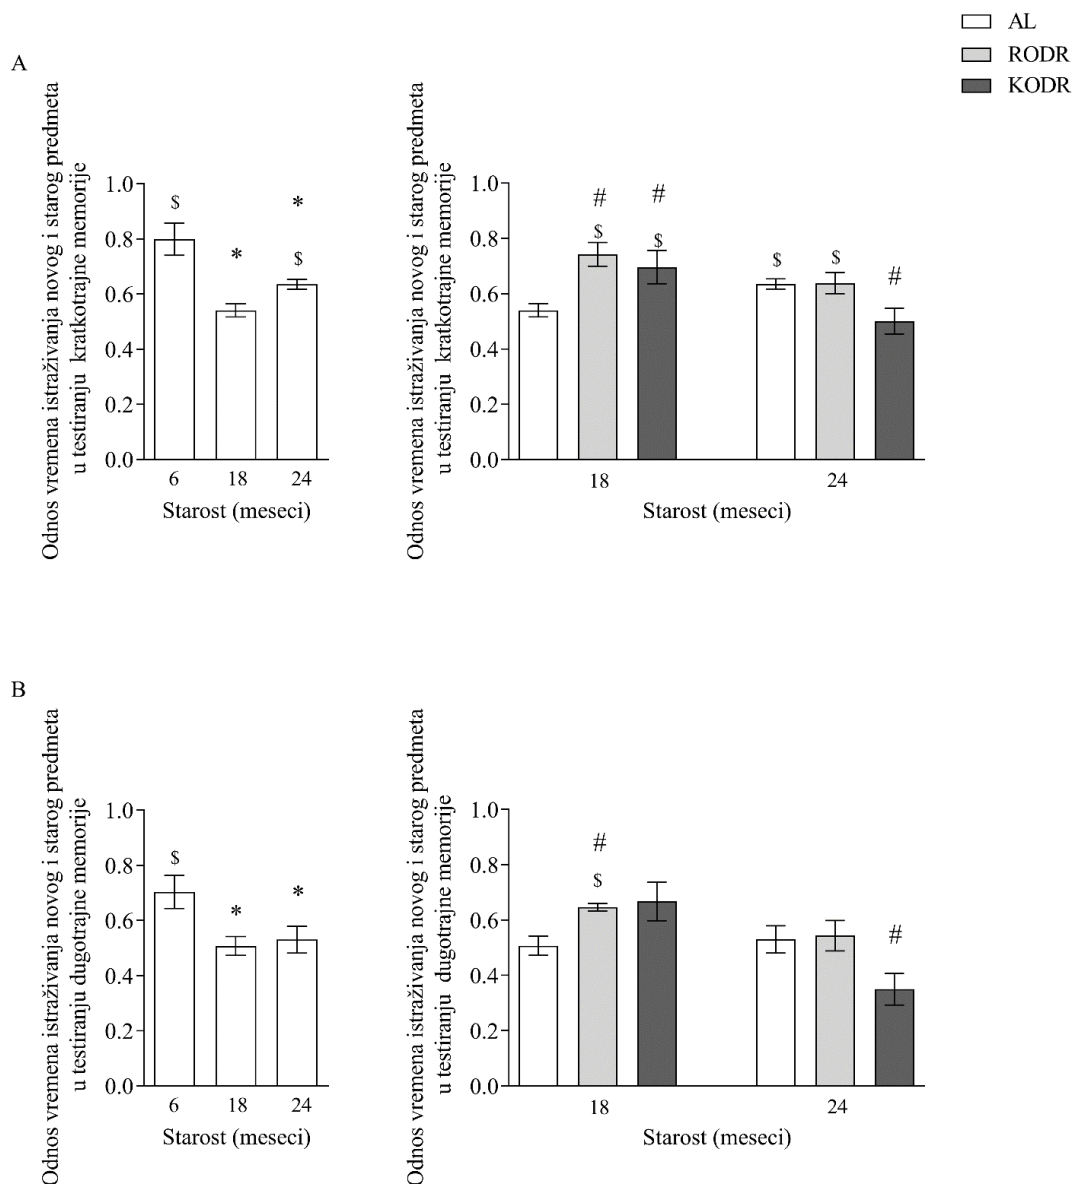 AL
RODR
KODR
A
Odnos vremena istraživanja novog i starog predmeta
u testiranju kratkotrajne memorije
1.0
0.8
0.6
0.4
0.2
0.0
$
*
*
$
6 18 24
Starost (meseci)
Odnos vremena istraživanja novog i starog predmeta
u testiranju kratkotrajne memorije
1.0
0.8
0.6
0.4
0.2
0.0
# #
$ $
$ $
#
18 24
Starost (meseci)
B
Odnos vremena istraživanja novog i starog predmeta
u testiranju dugotrajne memorije
1.0
0.8
0.6
0.4
0.2
0.0
$
* *
6 18 24
Starost (meseci)
Odnos vremena istraživanja novog i starog predmeta
u testiranju dugotrajne memorije
1.0
0.8
0.6
0.4
0.2
0.0
#
$
#
18 24
Starost (meseci)